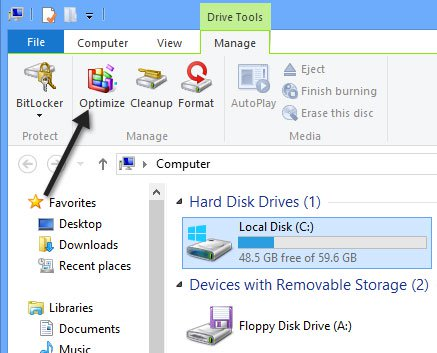 Drive Tools
File Computer View Manage
BitLocker Optimize Cleanup Format AutoPlay
Eject
Finish burning
Erase this disc
Protect Manage Media
Computer
Favorites
Desktop
Downloads
Recent places
Libraries
Documents
Music
Hard Disk Drives (1)
Local Disk (C:)
48.5 GB free of 59.6 GB
Devices with Removable Storage (2)
Floppy Disk Drive (A:)